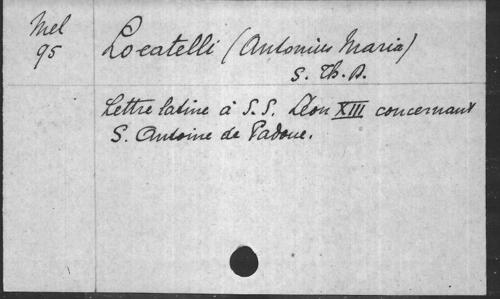 Mel
95
Locatelli (Antonius Maria)
S. Th. D.
Lettre latine à S. S. Léon XIII concernant
S. Antoine de Padoue.